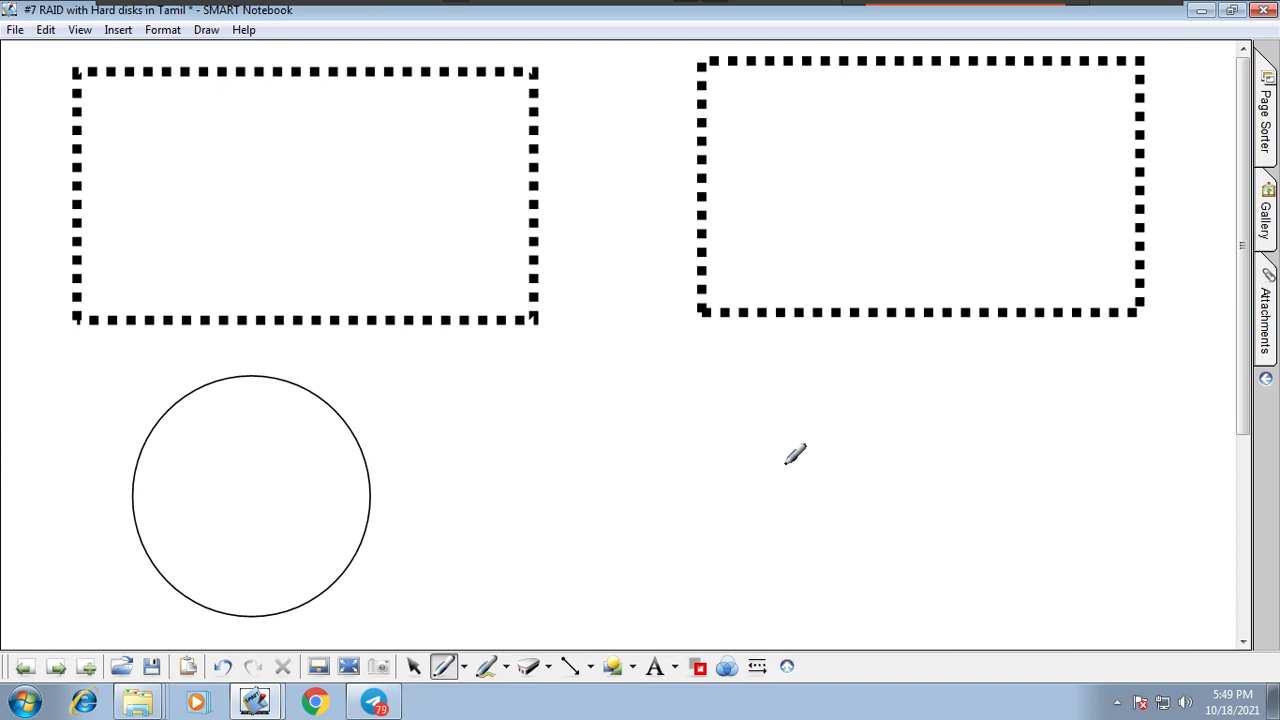 #7 RAID with Hard disks in Tamil * - SMART Notebook
File Edit View Insert Format Draw Help
Page Sorter
Gallery
Attachments
A
79
5:49 PM
10/18/2021